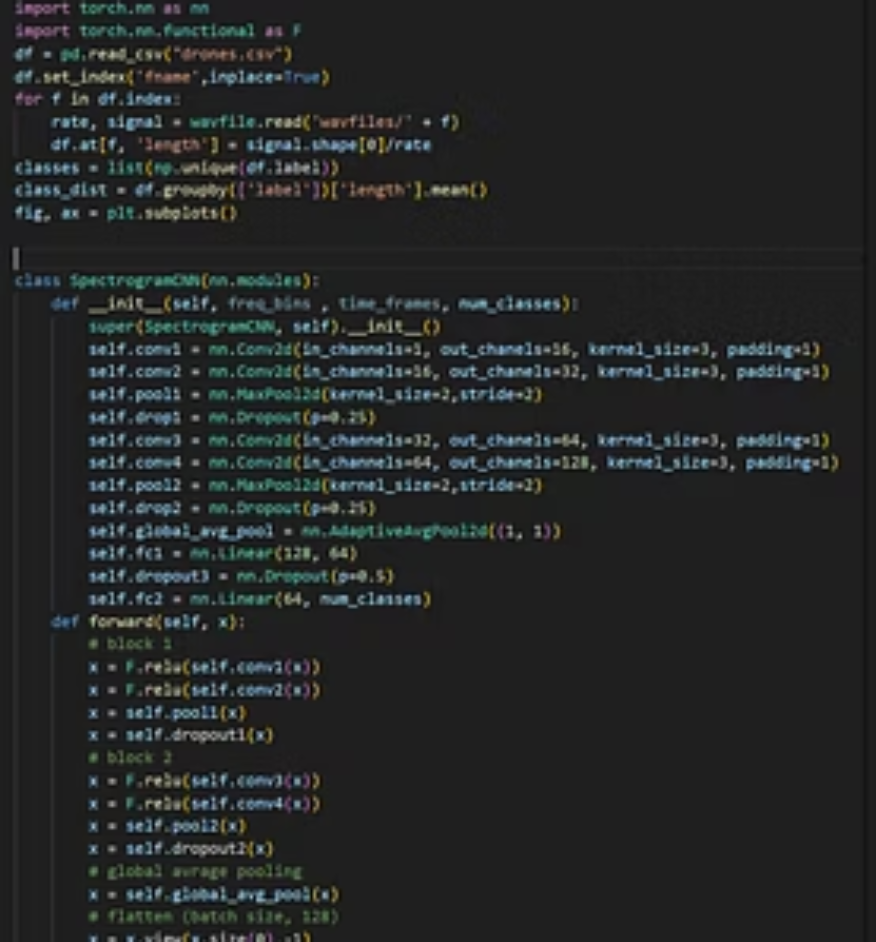 import torch.nn as nn
import torch.nn.functional as F
df = pd.read_csv("drones.csv")
df.set_index('fname',inplace=True)
for f in df.index:
    rate, signal = wavfile.read('wavfiles/' + f)
    df.at[f, 'length'] = signal.shape[0]/rate
classes = list(np.unique(df.label))
class_dist = df.groupby(['label'])['length'].mean()
fig, ax = plt.subplots()
class SpectrogramCNN(nn.modules):
    def __init__(self, freq_bins , time_frames, num_classes):
        super(SpectrogramCNN, self).__init__()
        self.conv1 = nn.Conv2d(in_channels=1, out_chanels=16, kernel_size=3, padding=1)
        self.conv2 = nn.Conv2d(in_channels=16, out_chanels=32, kernel_size=3, padding=1)
        self.pool1 = nn.MaxPool2d(kernel_size=2,stride=2)
        self.drop1 = nn.Dropout(p=0.25)
        self.conv3 = nn.Conv2d(in_channels=32, out_chanels=64, kernel_size=3, padding=1)
        self.conv4 = nn.Conv2d(in_channels=64, out_chanels=128, kernel_size=3, padding=1)
        self.pool2 = nn.MaxPool2d(kernel_size=2,stride=2)
        self.drop2 = nn.Dropout(p=0.25)
        self.global_avg_pool = nn.AdaptiveAvgPool2d((1, 1))
        self.fc1 = nn.Linear(128, 64)
        self.dropout3 = nn.Dropout(p=0.5)
        self.fc2 = nn.Linear(64, num_classes)
    def forward(self, x):
        # block 1
        x = F.relu(self.conv1(x))
        x = F.relu(self.conv2(x))
        x = self.pool1(x)
        x = self.dropout1(x)
        # block 2
        x = F.relu(self.conv3(x))
        x = F.relu(self.conv4(x))
        x = self.pool2(x)
        x = self.dropout2(x)
        # global avrage pooling
        x = self.global_avg_pool(x)
        # flatten (batch size, 128)
        x = x.view(x.size(0),-1)